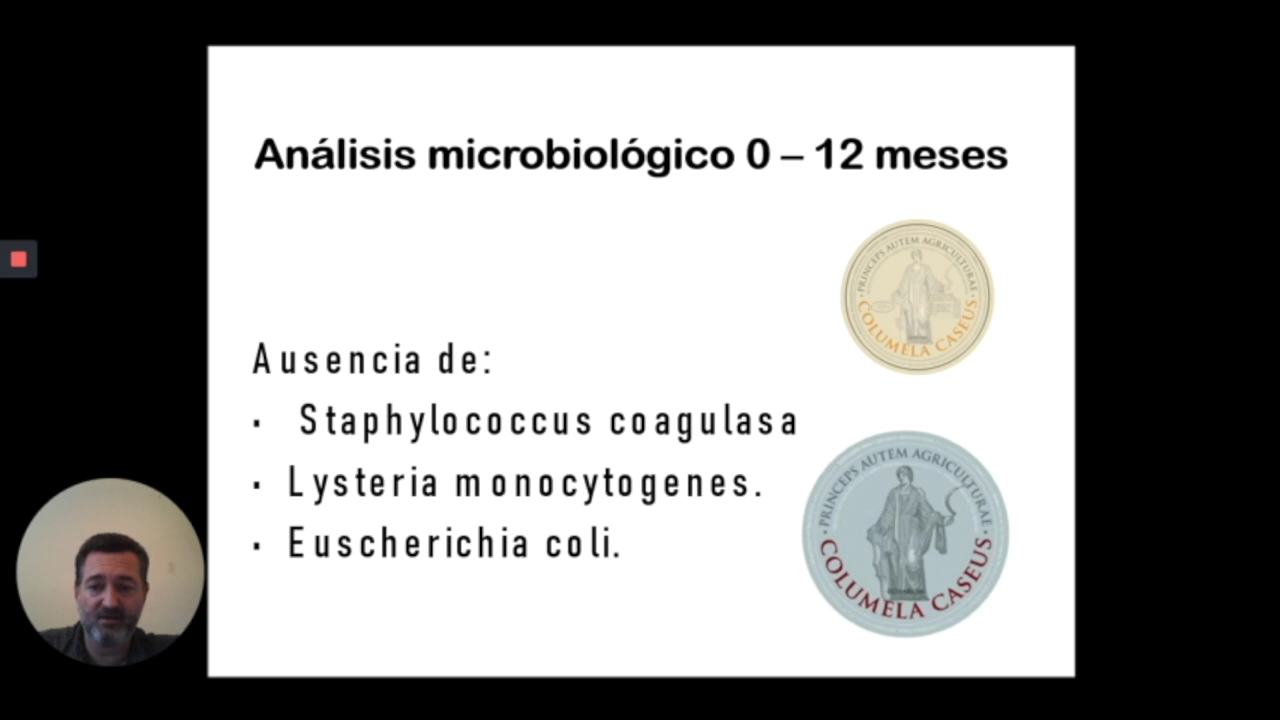 Análisis microbiológico 0 – 12 meses
PRINCEPS AUTEM AGRICULTURAE
COLUMELA CASEUS
Ausencia de:
· Staphylococcus coagulasa
· Lysteria monocytogenes.
· Euscherichia coli.
PRINCEPS AUTEM AGRICULTURAE
COLUMELA CASEUS